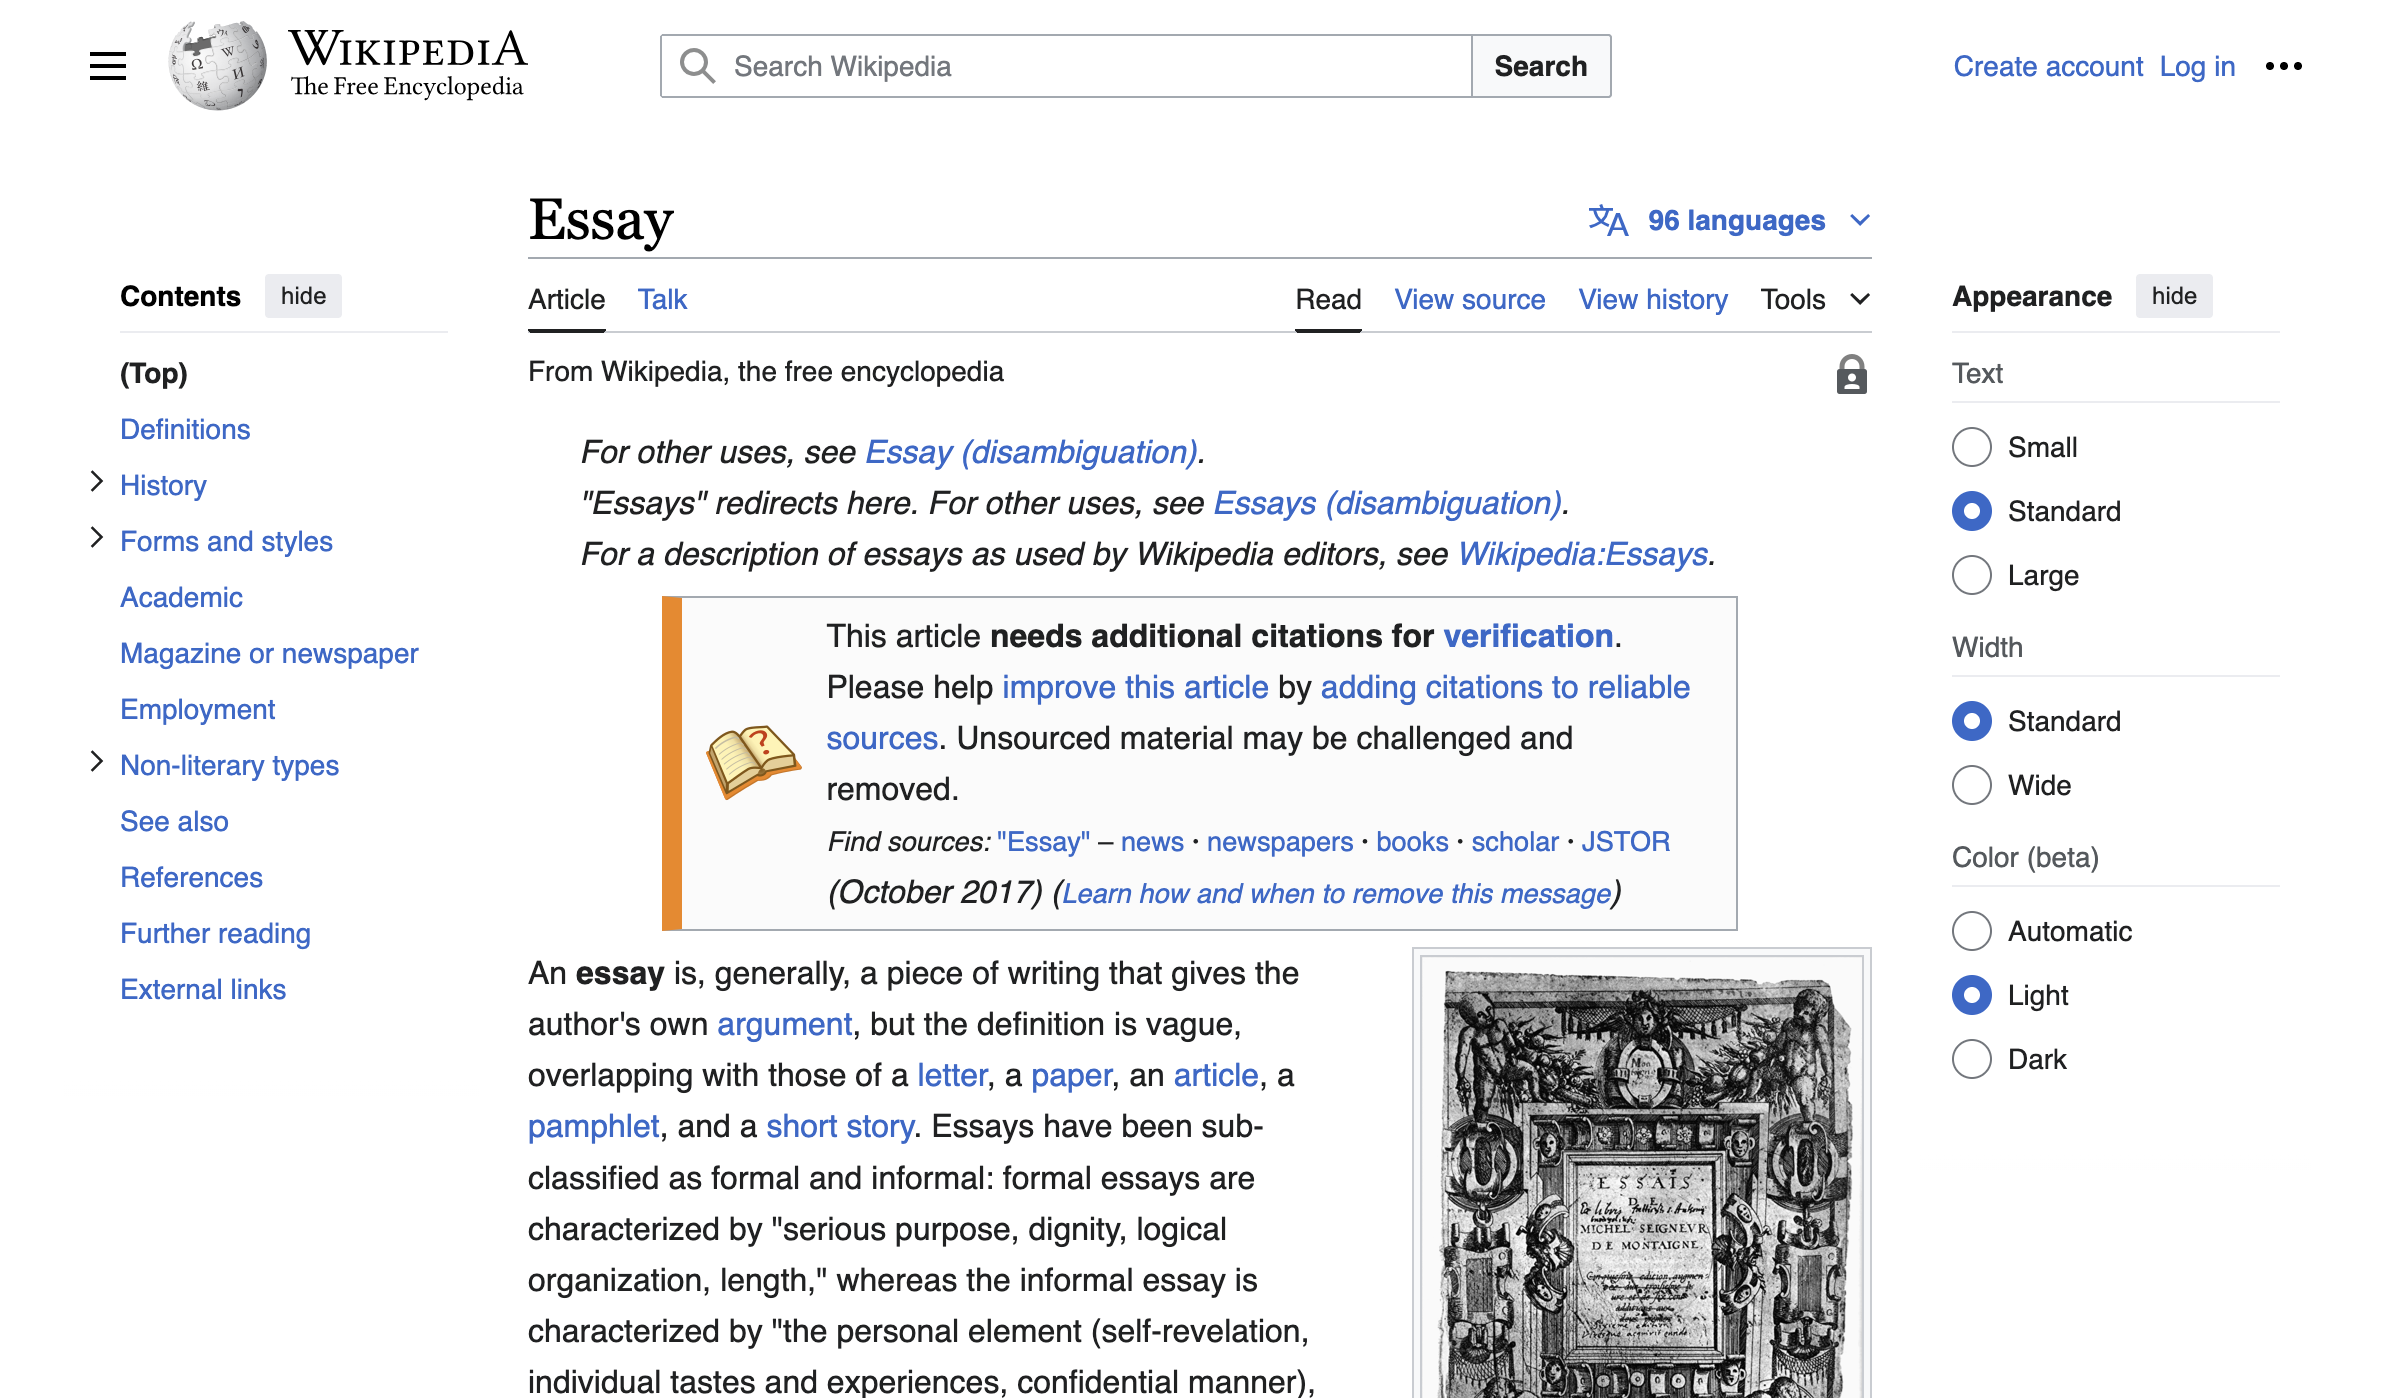 WIKIPEDIA
The Free Encyclopedia
Search Wikipedia
Search
Create account Log in
Essay
96 languages
Contents hide
(Top)
Definitions
History
Forms and styles
Academic
Magazine or newspaper
Employment
Non-literary types
See also
References
Further reading
External links
Article Talk
Read View source View history Tools
From Wikipedia, the free encyclopedia
For other uses, see Essay (disambiguation).
"Essays" redirects here. For other uses, see Essays (disambiguation).
For a description of essays as used by Wikipedia editors, see Wikipedia:Essays.
This article needs additional citations for verification.
Please help improve this article by adding citations to reliable
sources. Unsourced material may be challenged and
removed.
Find sources: "Essay" – news · newspapers · books · scholar · JSTOR
(October 2017) (Learn how and when to remove this message)
An essay is, generally, a piece of writing that gives the
author's own argument, but the definition is vague,
overlapping with those of a letter, a paper, an article, a
pamphlet, and a short story. Essays have been sub-
classified as formal and informal: formal essays are
characterized by "serious purpose, dignity, logical
organization, length," whereas the informal essay is
characterized by "the personal element (self-revelation,
individual tastes and experiences, confidential manner),
ESSAIS
DE
MICHEL SEIGNEVR
DE MONTAIGNE.
Appearance hide
Text
Small
Standard
Large
Width
Standard
Wide
Color (beta)
Automatic
Light
Dark